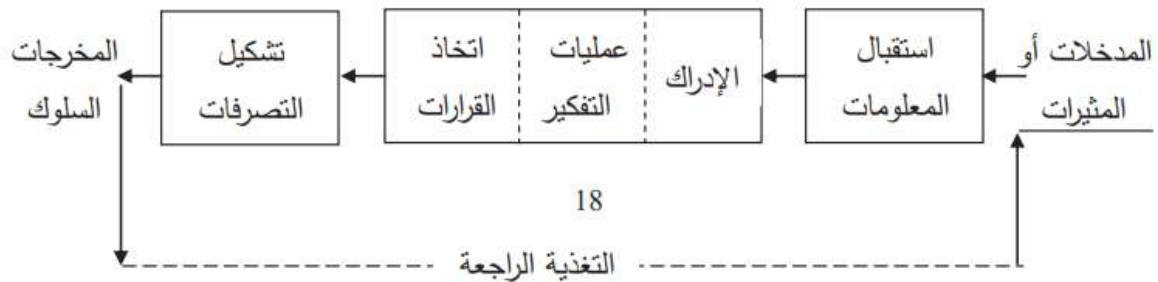 المدخلات أو
المثيرات
استقبال
المعلومات
الإدراك
عمليات
التفكير
اتخاذ
القرارات
تشكيل
التصرفات
المخرجات
السلوك
18
التغذية الراجعة